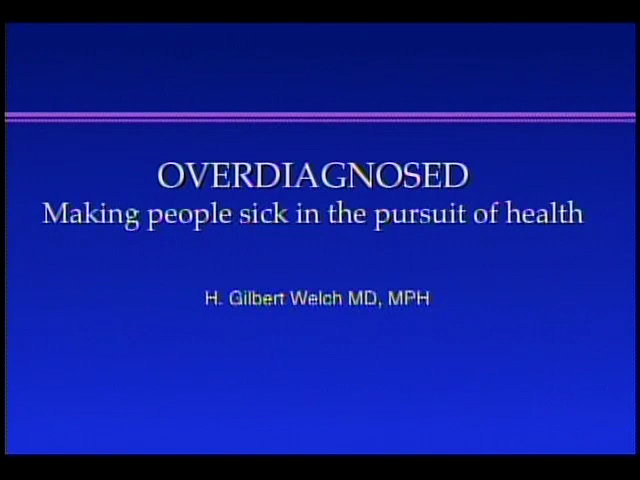 OVERDIAGNOSED
Making people sick in the pursuit of health
H. Gilbert Welch MD, MPH